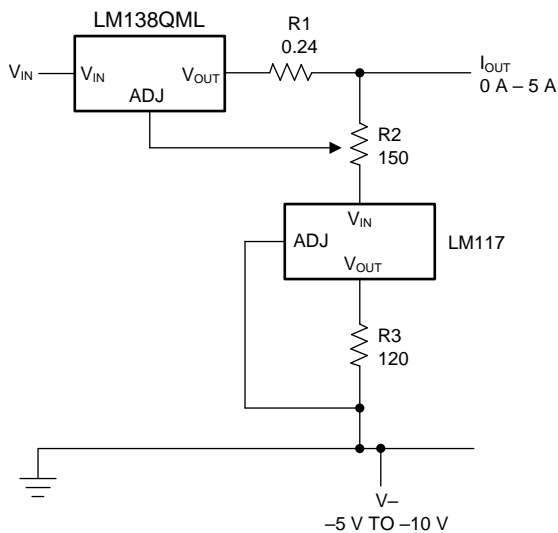 LM138QML
R1
0.24
VIN
VIN
VOUT
ADJ
IOUT
0 A – 5 A
R2
150
VIN
ADJ
LM117
VOUT
R3
120
V–
–5 V TO –10 V